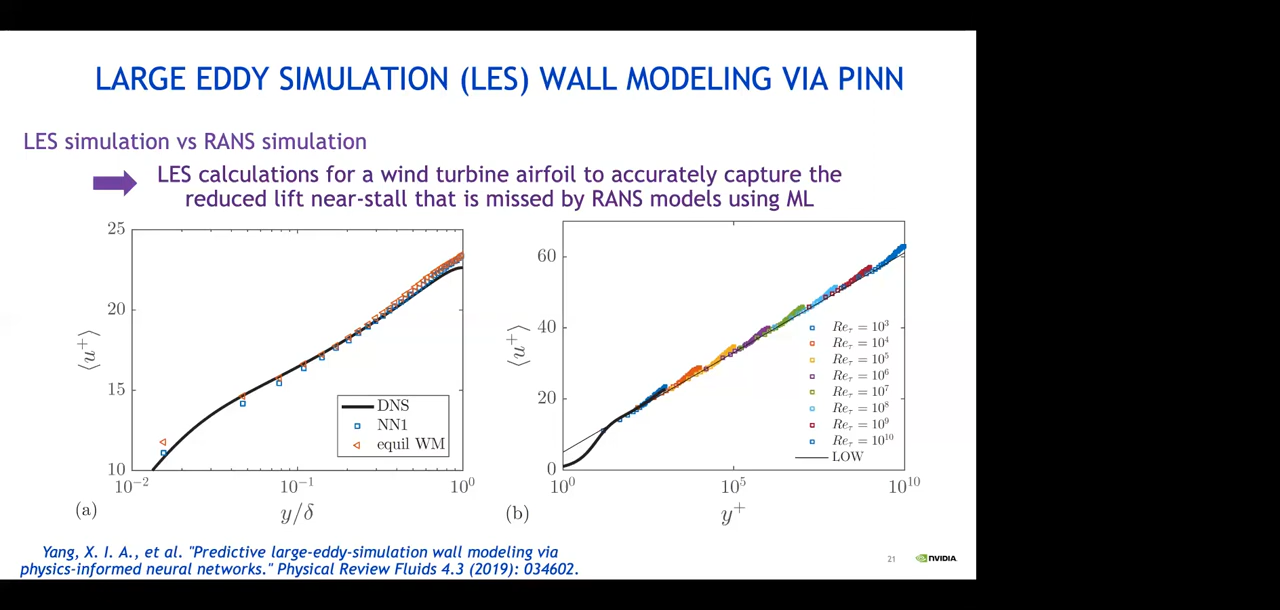 LARGE EDDY SIMULATION (LES) WALL MODELING VIA PINN
LES simulation vs RANS simulation
LES calculations for a wind turbine airfoil to accurately capture the
reduced lift near-stall that is missed by RANS models using ML
25
20
15
10
⟨u⁺⟩
10⁻²
10⁻¹
10⁰
y/δ
(a)
DNS
NN1
equil WM
60
40
20
0
⟨u⁺⟩
10⁰
10⁵
10¹⁰
y⁺
(b)
Reτ = 10³
Reτ = 10⁴
Reτ = 10⁵
Reτ = 10⁶
Reτ = 10⁷
Reτ = 10⁸
Reτ = 10⁹
Reτ = 10¹⁰
LOW
Yang, X. I. A., et al. "Predictive large-eddy-simulation wall modeling via
physics-informed neural networks." Physical Review Fluids 4.3 (2019): 034602.
21
NVIDIA